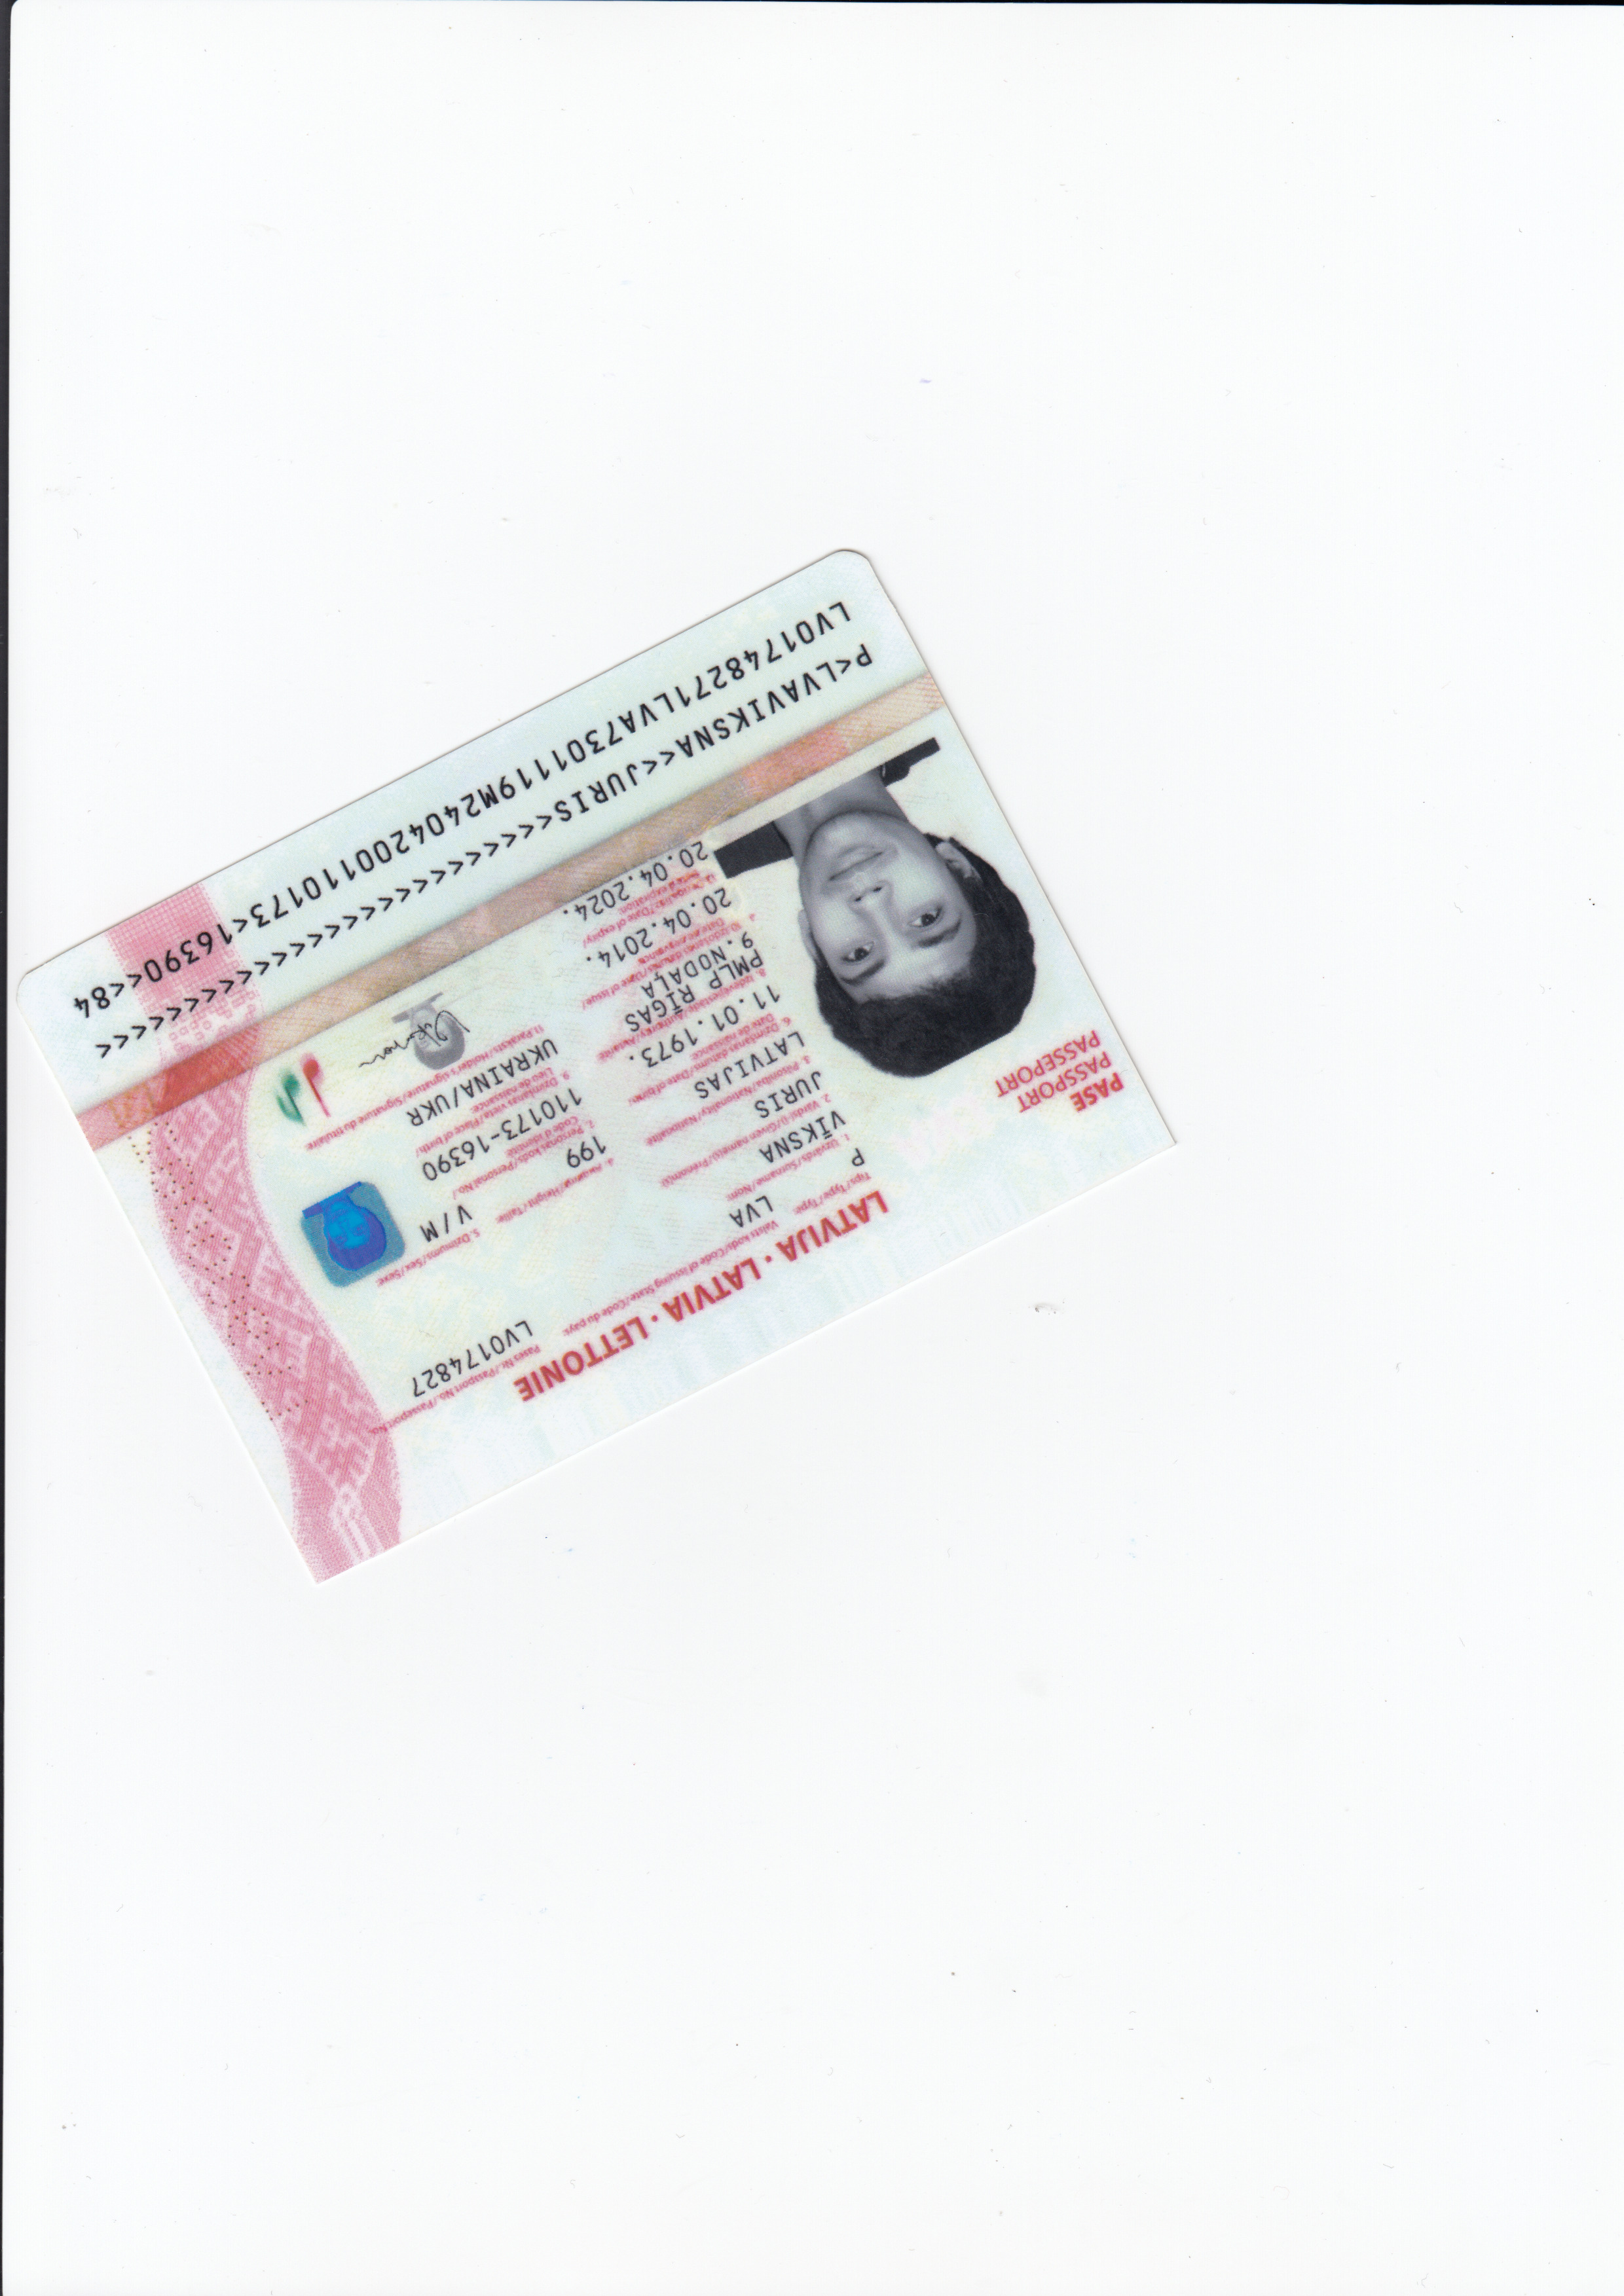 LATVIJA · LATVIA · LETTONIE
PASE
PASSPORT
PASSEPORT
Tips/Type/Type:
Valsts kods/Code of issuing State/Code du pays:
Pases Nr./Passport No./Passeport No.:
P
LVA
LV0174827
1. Uzvārds/Surname/Nom:
VĪKSNA
2. Vārds(-i)/Given name(s)/Prénom(s):
JURIS
3. Pilsonība/Nationality/Nationalité:
4. Augums/Height/Taille:
5. Dzimums/Sex/Sexe:
LATVIJAS
199
V/M
6. Dzimšanas datums/Date of birth/
Date de naissance:
7. Personas kods/Personal No./
Code d'identité:
11.01.1973.
110173-16390
8. Izdevējiestāde/Authority/Autorité:
9. Dzimšanas vieta/Place of birth/
Lieu de naissance:
PMLP RĪGAS
9.NODAĻA
UKRAINA/UKR
10. Izdošanas datums/Date of issue/
Date de délivrance:
11. Paraksts/Holder's signature/Signature du titulaire:
20.04.2014.
Date of expiry/
Date d'expiration:
20.04.2024.
P<LVAVIKSNA<<JURIS<<<<<<<<<<<<<<<<<<<<<<<<<<
LV01748271LVA7301119M2404200110173<16390<<84